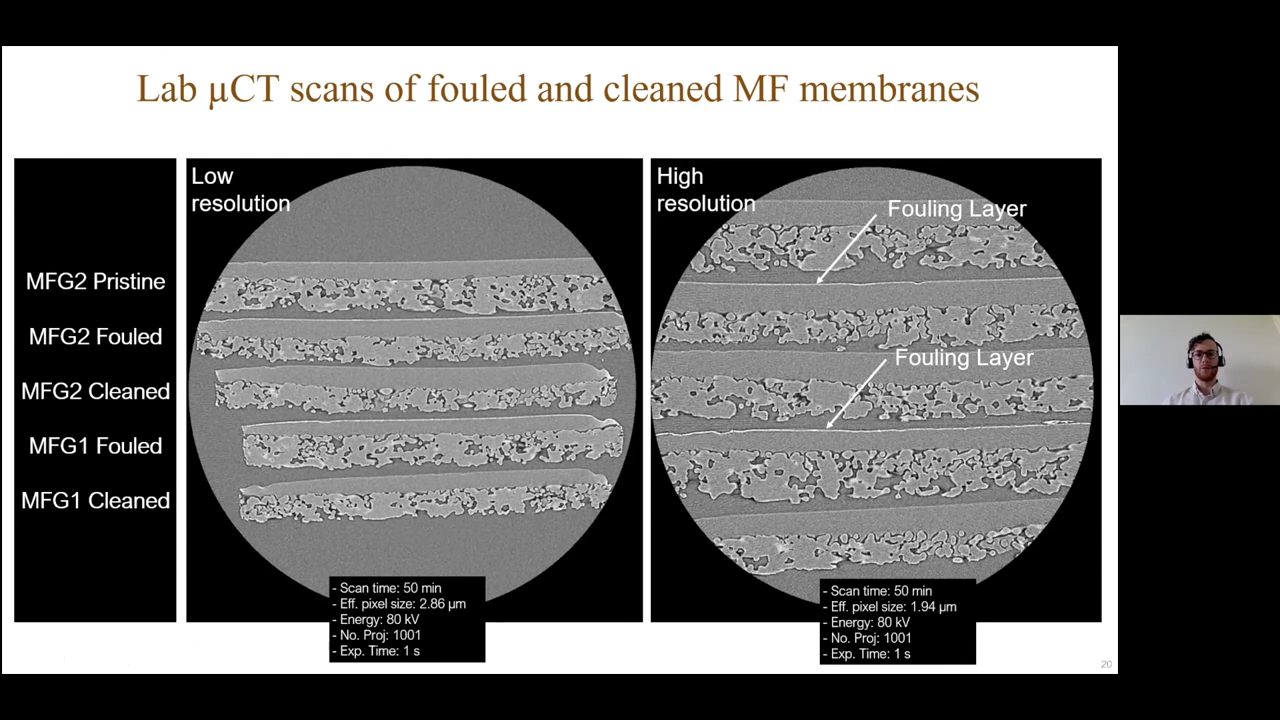 Lab µCT scans of fouled and cleaned MF membranes
MFG2 Pristine
MFG2 Fouled
MFG2 Cleaned
MFG1 Fouled
MFG1 Cleaned
Low
resolution
- Scan time: 50 min
- Eff. pixel size: 2.86 µm
- Energy: 80 kV
- No. Proj: 1001
- Exp. Time: 1 s
High
resolution
Fouling Layer
Fouling Layer
- Scan time: 50 min
- Eff. pixel size: 1.94 µm
- Energy: 80 kV
- No. Proj: 1001
- Exp. Time: 1 s
20